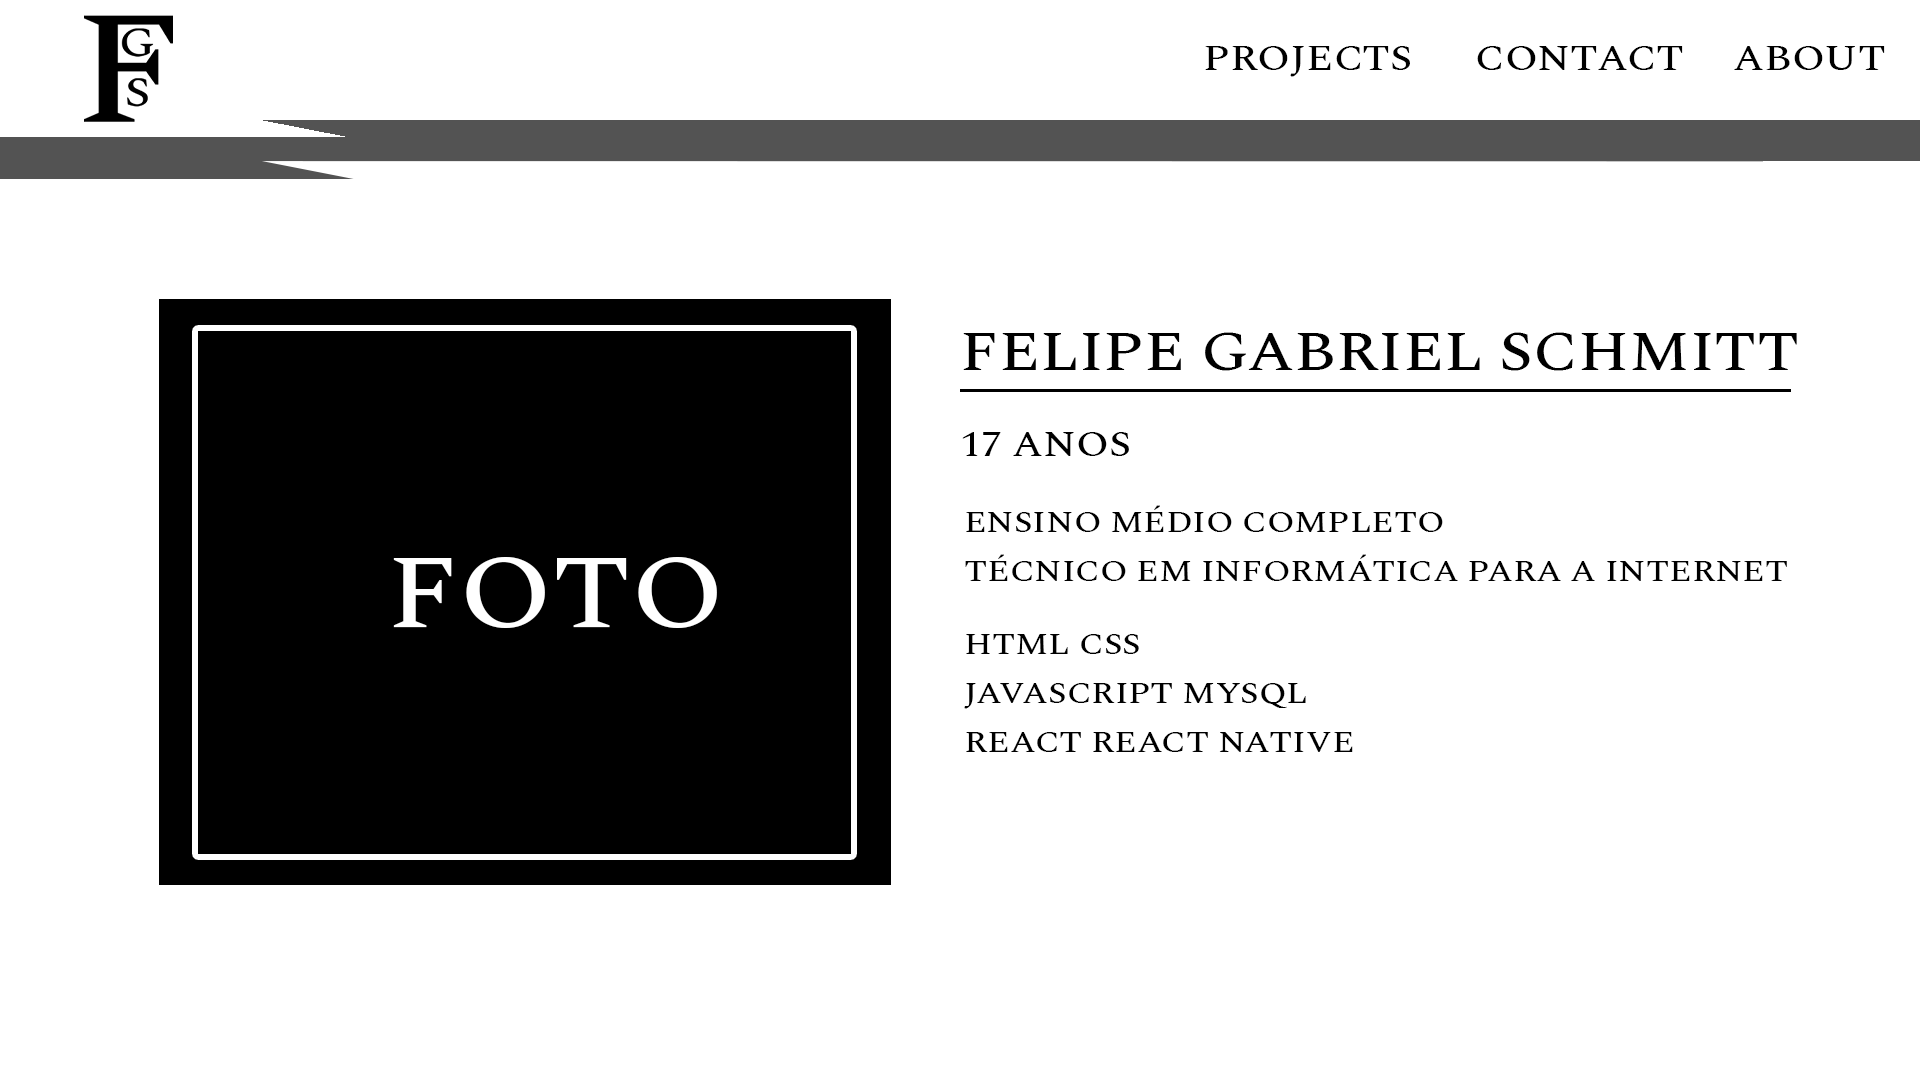 F
G
S
PROJECTS CONTACT ABOUT
FOTO
FELIPE GABRIEL SCHMITT
17 ANOS
ENSINO MÉDIO COMPLETO
TÉCNICO EM INFORMÁTICA PARA A INTERNET
HTML CSS
JAVASCRIPT MYSQL
REACT REACT NATIVE